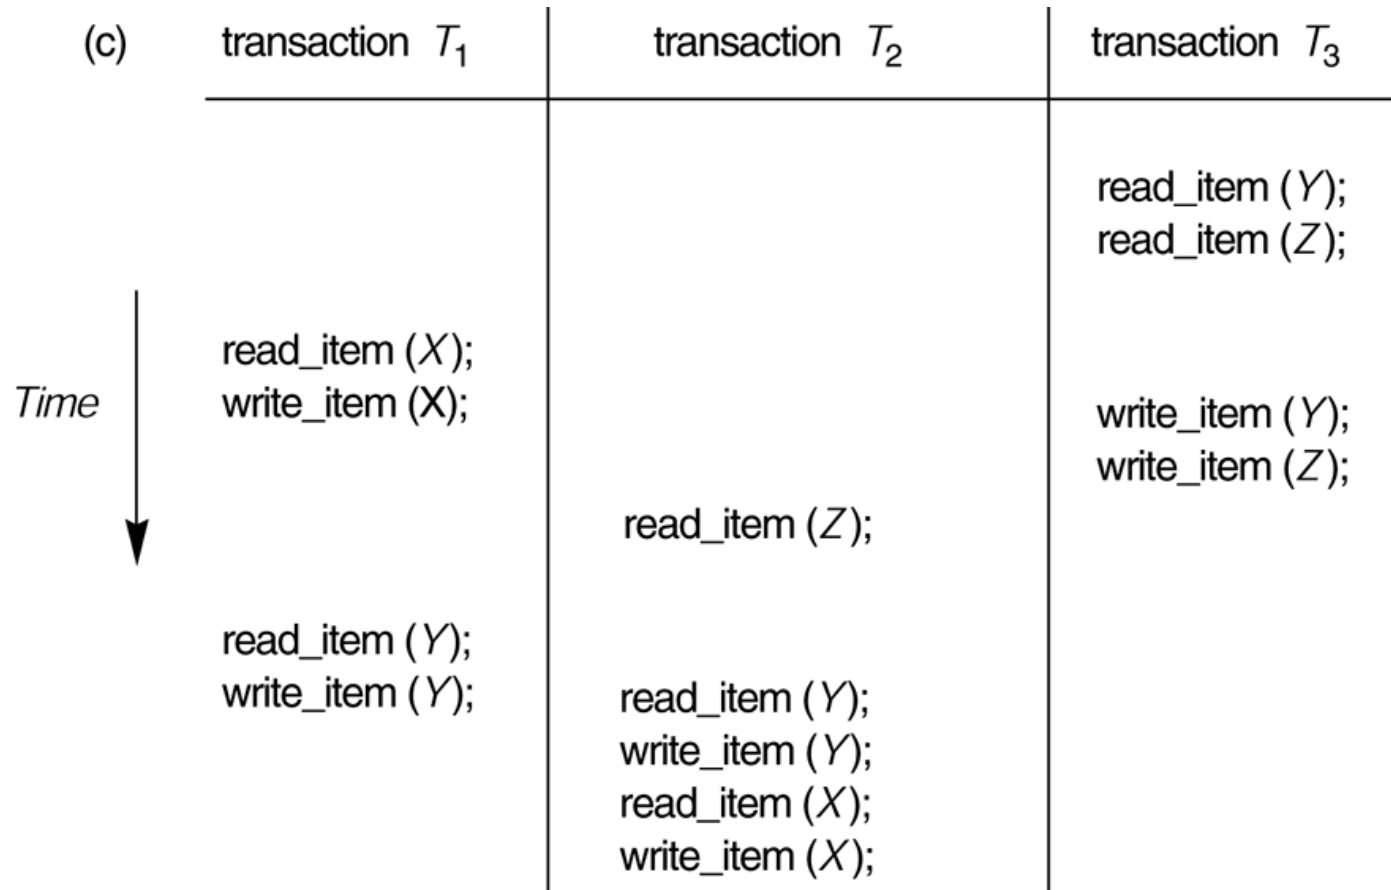 (c) transaction T1 transaction T2 transaction T3
read_item (Y);
read_item (Z);
read_item (X);
Time write_item (X); write_item (Y);
write_item (Z);
read_item (Z);
read_item (Y);
write_item (Y); read_item (Y);
write_item (Y);
read_item (X);
write_item (X);